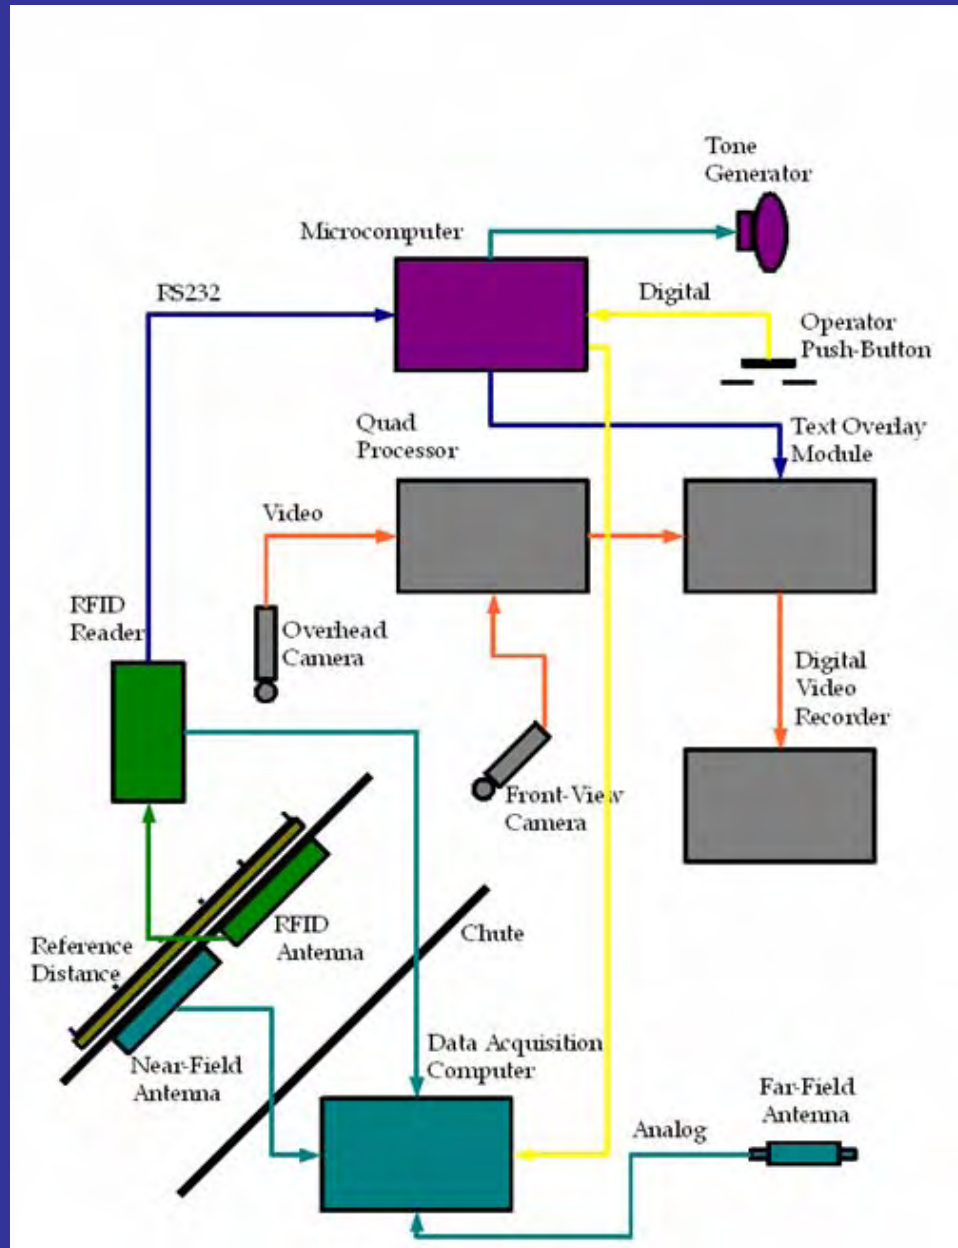 Tone
Generator
Microcomputer
RS232
Digital
Operator
Push-Button
Quad
Processor
Text Overlay
Module
Video
RFID
Reader
Overhead
Camera
Digital
Video
Recorder
Front-View
Camera
RFID
Antenna
Chute
Reference
Distance
Near-Field
Antenna
Data Acquisition
Computer
Far-Field
Antenna
Analog